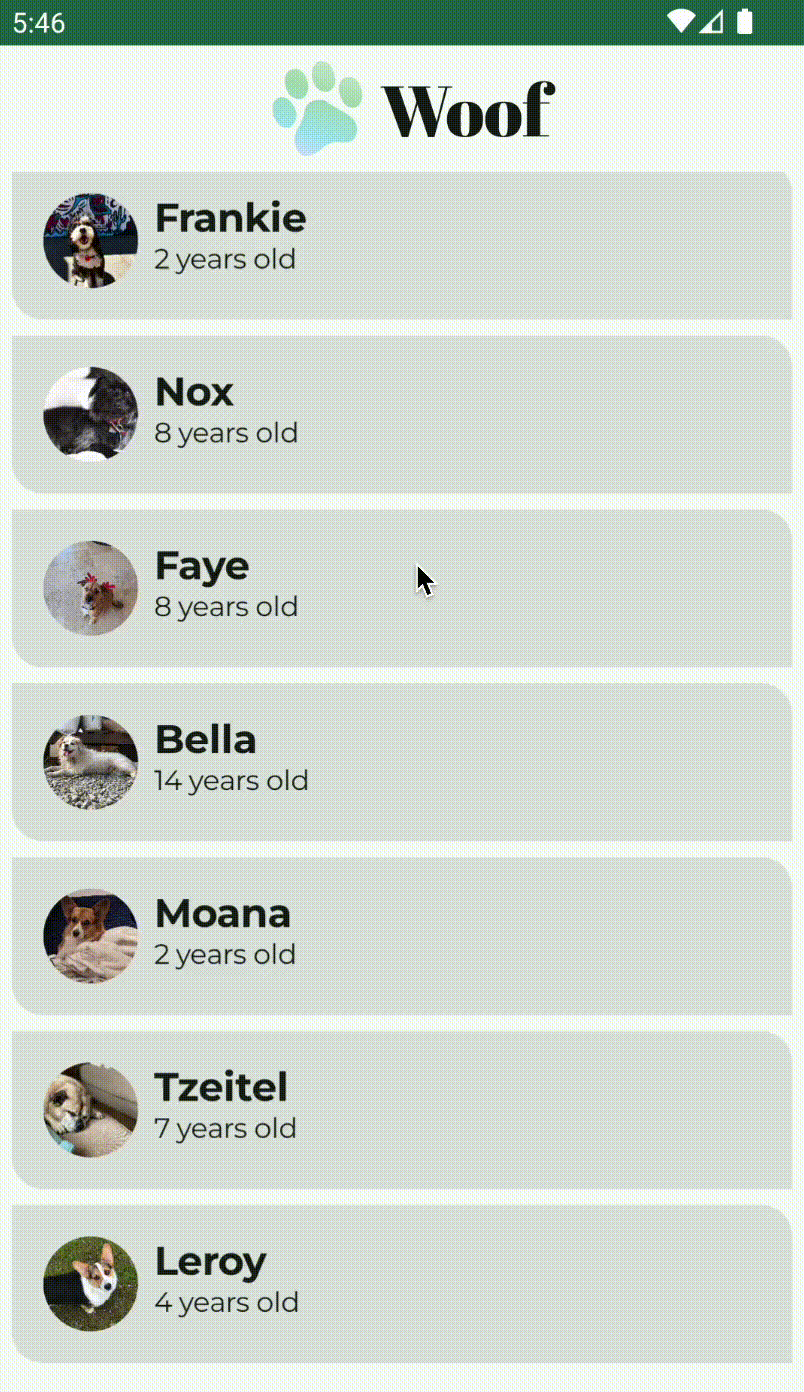 5:46
Woof
Frankie
2 years old
Nox
8 years old
Faye
8 years old
Bella
14 years old
Moana
2 years old
Tzeitel
7 years old
Leroy
4 years old